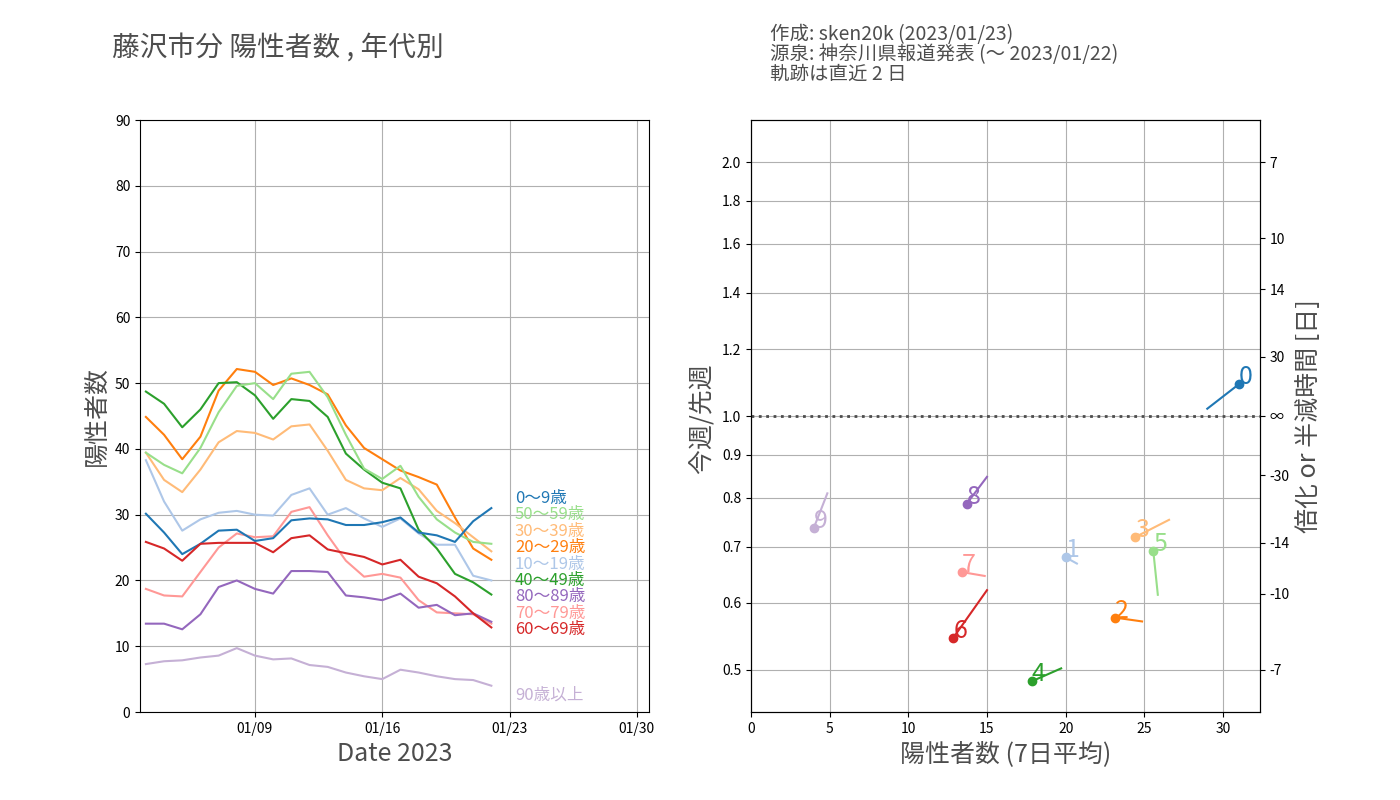 藤沢市分 陽性者数 , 年代別
作成: sken20k (2023/01/23)
源泉: 神奈川県報道発表 (～ 2023/01/22)
軌跡は直近 2 日
陽性者数
90
80
70
60
50
40
30
20
10
0
01/09
01/16
01/23
01/30
Date 2023
0～9歳
50～59歳
30～39歳
20～29歳
10～19歳
40～49歳
80～89歳
70～79歳
60～69歳
90歳以上
今週/先週
2.0
1.8
1.6
1.4
1.2
1.0
0.9
0.8
0.7
0.6
0.5
0
8
9
3
1
5
7
2
6
4
0
5
10
15
20
25
30
陽性者数 (7日平均)
7
10
14
30
∞
-30
-14
-10
-7
倍化 or 半減時間 [日]